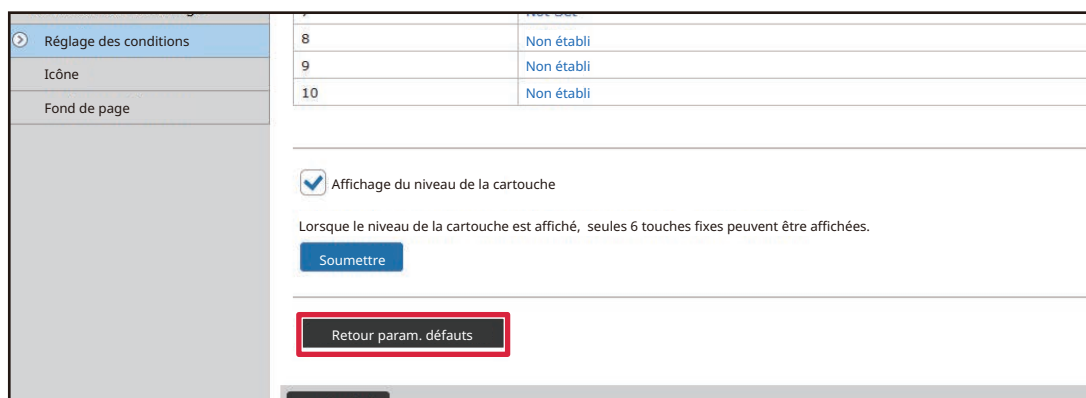 Réglage des conditions
Icône
Fond de page
8 Non établi
9 Non établi
10 Non établi
Affichage du niveau de la cartouche
Lorsque le niveau de la cartouche est affiché, seules 6 touches fixes peuvent être affichées.
Soumettre
Retour param. défauts